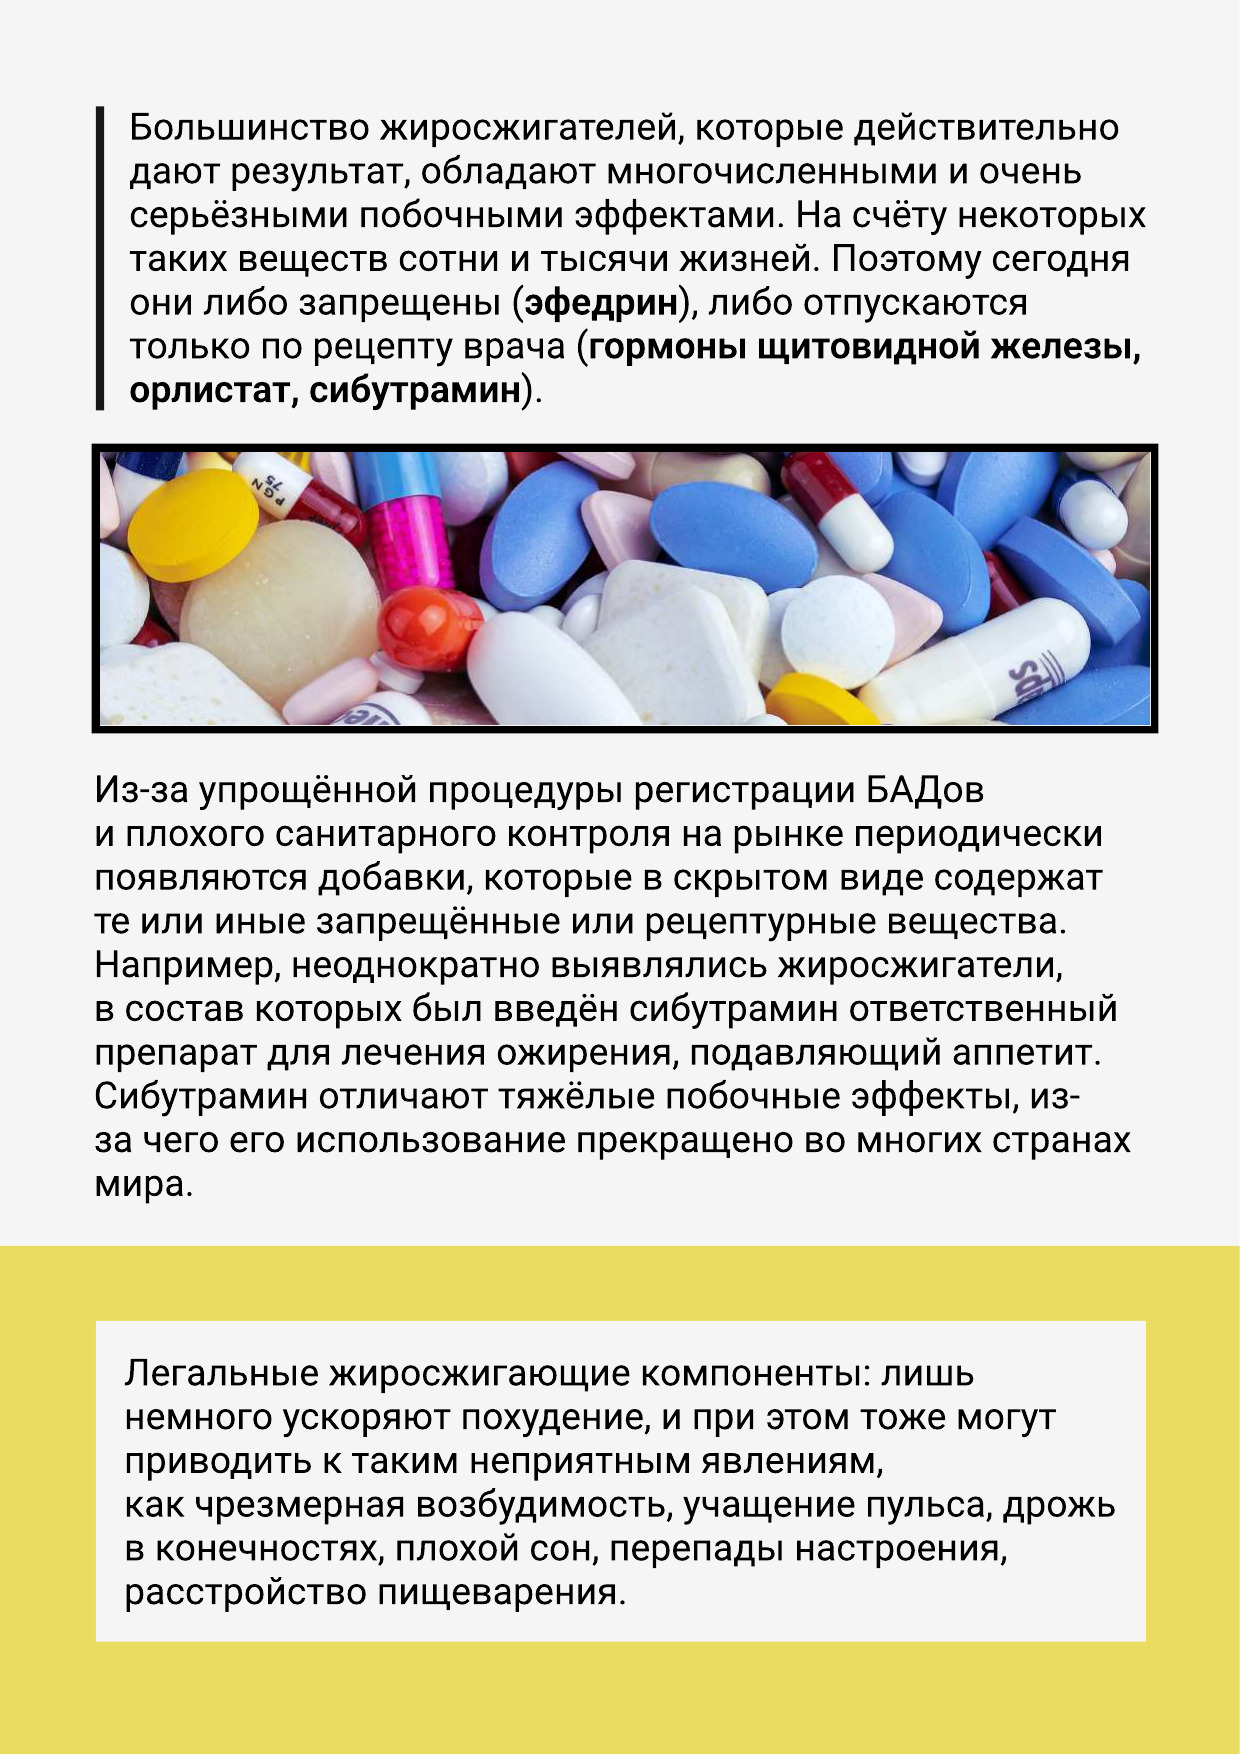 Большинство жиросжигателей, которые действительно
дают результат, обладают многочисленными и очень
серьёзными побочными эффектами. На счёту некоторых
таких веществ сотни и тысячи жизней. Поэтому сегодня
они либо запрещены (эфедрин), либо отпускаются
только по рецепту врача (гормоны щитовидной железы,
орлистат, сибутрамин).
PGN
75
Из-за упрощённой процедуры регистрации БАДов
и плохого санитарного контроля на рынке периодически
появляются добавки, которые в скрытом виде содержат
те или иные запрещённые или рецептурные вещества.
Например, неоднократно выявлялись жиросжигатели,
в состав которых был введён сибутрамин ответственный
препарат для лечения ожирения, подавляющий аппетит.
Сибутрамин отличают тяжёлые побочные эффекты, из-
за чего его использование прекращено во многих странах
мира.
Легальные жиросжигающие компоненты: лишь
немного ускоряют похудение, и при этом тоже могут
приводить к таким неприятным явлениям,
как чрезмерная возбудимость, учащение пульса, дрожь
в конечностях, плохой сон, перепады настроения,
расстройство пищеварения.